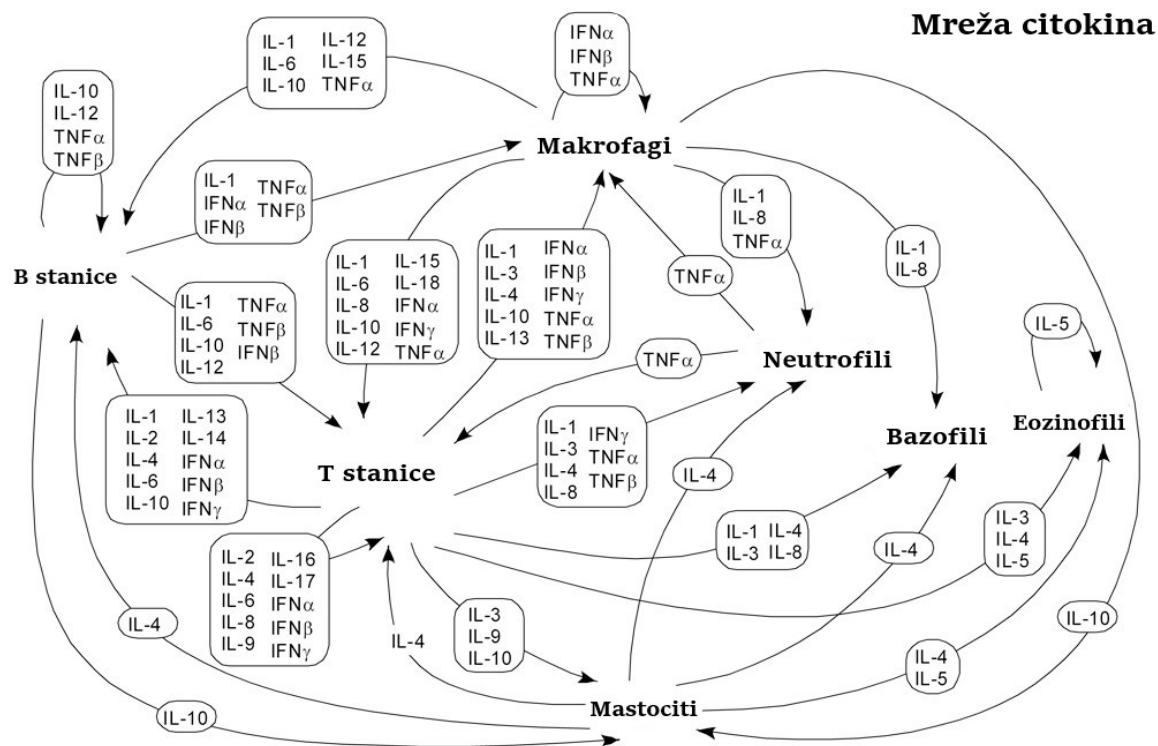 Mreža citokina
IL-1 IL-12
IL-6 IL-15
IL-10 TNFα
IFNα
IFNβ
TNFα
IL-10
IL-12
TNFα
TNFβ
Makrofagi
IL-1 TNFα
IFNα TNFβ
IFNβ
IL-1
IL-8
TNFα
IL-1
IL-8
B stanice
IL-1 IL-15
IL-6 IL-18
IL-8 IFNα
IL-10 IFNγ
IL-12 TNFα
IL-1 IFNα
IL-3 IFNβ
IL-4 IFNγ
IL-10 TNFα
IL-13 TNFβ
TNFα
IL-1 TNFα
IL-6 TNFβ
IL-10 IFNβ
IL-12
IL-5
TNFα
Neutrofili
IL-1 IL-13
IL-2 IL-14
IL-4 IFNα
IL-6 IFNβ
IL-10 IFNγ
IL-1 IFNγ
IL-3 TNFα
IL-4 TNFβ
IL-8
Bazofili
Eozinofili
T stanice
IL-4
IL-1 IL-4
IL-3 IL-8
IL-4
IL-3
IL-4
IL-5
IL-2 IL-16
IL-4 IL-17
IL-6 IFNα
IL-8 IFNβ
IL-9 IFNγ
IL-4
IL-4
IL-3
IL-9
IL-10
IL-10
IL-4
IL-5
IL-10
Mastociti